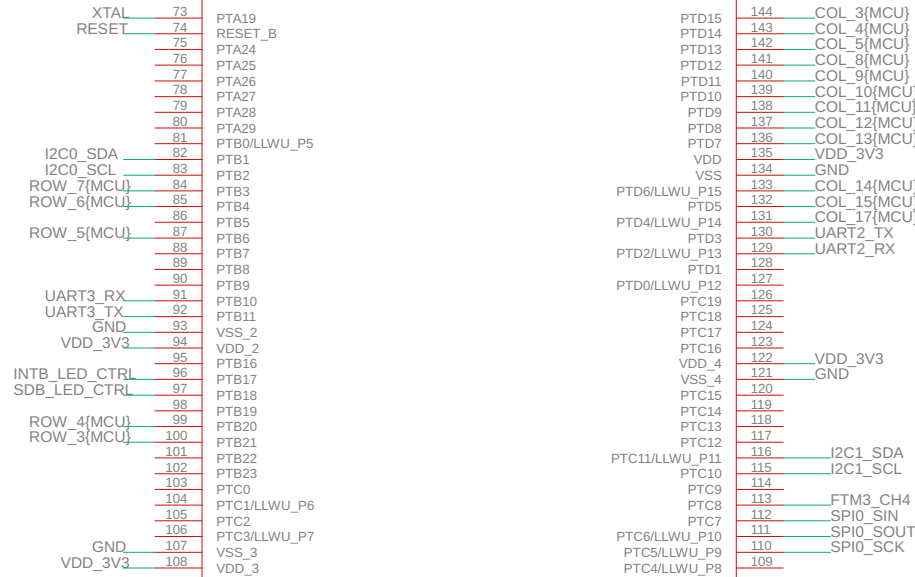 XTAL 73 PTA19
RESET 74 RESET_B
75 PTA24
76 PTA25
77 PTA26
78 PTA27
79 PTA28
80 PTA29
81 PTB0/LLWU_P5
I2C0_SDA 82 PTB1
I2C0_SCL 83 PTB2
ROW_7{MCU} 84 PTB3
ROW_6{MCU} 85 PTB4
86 PTB5
ROW_5{MCU} 87 PTB6
88 PTB7
89 PTB8
90 PTB9
UART3_RX 91 PTB10
UART3_TX 92 PTB11
GND 93 VSS_2
VDD_3V3 94 VDD_2
95 PTB16
INTB_LED_CTRL 96 PTB17
SDB_LED_CTRL 97 PTB18
98 PTB19
ROW_4{MCU} 99 PTB20
ROW_3{MCU} 100 PTB21
101 PTB22
102 PTB23
103 PTC0
104 PTC1/LLWU_P6
105 PTC2
106 PTC3/LLWU_P7
GND 107 VSS_3
VDD_3V3 108 VDD_3
PTD15 144 COL_3{MCU}
PTD14 143 COL_4{MCU}
PTD13 142 COL_5{MCU}
PTD12 141 COL_8{MCU}
PTD11 140 COL_9{MCU}
PTD10 139 COL_10{MCU}
PTD9 138 COL_11{MCU}
PTD8 137 COL_12{MCU}
PTD7 136 COL_13{MCU}
VDD 135 VDD_3V3
VSS 134 GND
PTD6/LLWU_P15 133 COL_14{MCU}
PTD5 132 COL_15{MCU}
PTD4/LLWU_P14 131 COL_17{MCU}
PTD3 130 UART2_TX
PTD2/LLWU_P13 129 UART2_RX
PTD1 128
PTD0/LLWU_P12 127
PTC19 126
PTC18 125
PTC17 124
PTC16 123
VDD_4 122 VDD_3V3
VSS_4 121 GND
PTC15 120
PTC14 119
PTC13 118
PTC12 117
PTC11/LLWU_P11 116 I2C1_SDA
PTC10 115 I2C1_SCL
PTC9 114
PTC8 113 FTM3_CH4
PTC7 112 SPI0_SIN
PTC6/LLWU_P10 111 SPI0_SOUT
PTC5/LLWU_P9 110 SPI0_SCK
PTC4/LLWU_P8 109